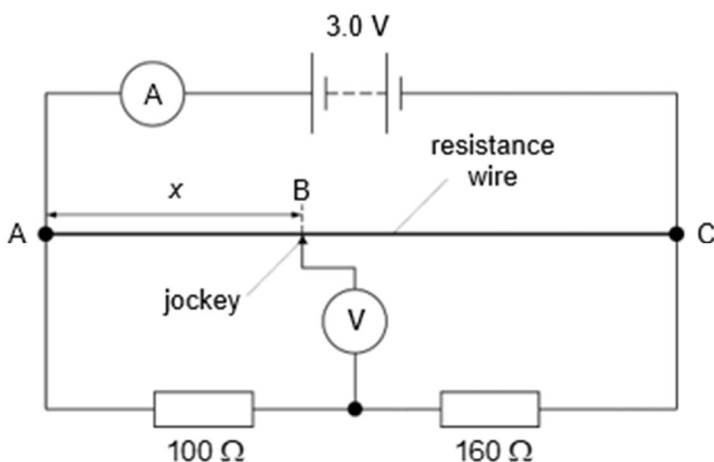 3.0 V
A
resistance
wire
x
B
A
C
jockey
V
100 Ω
160 Ω